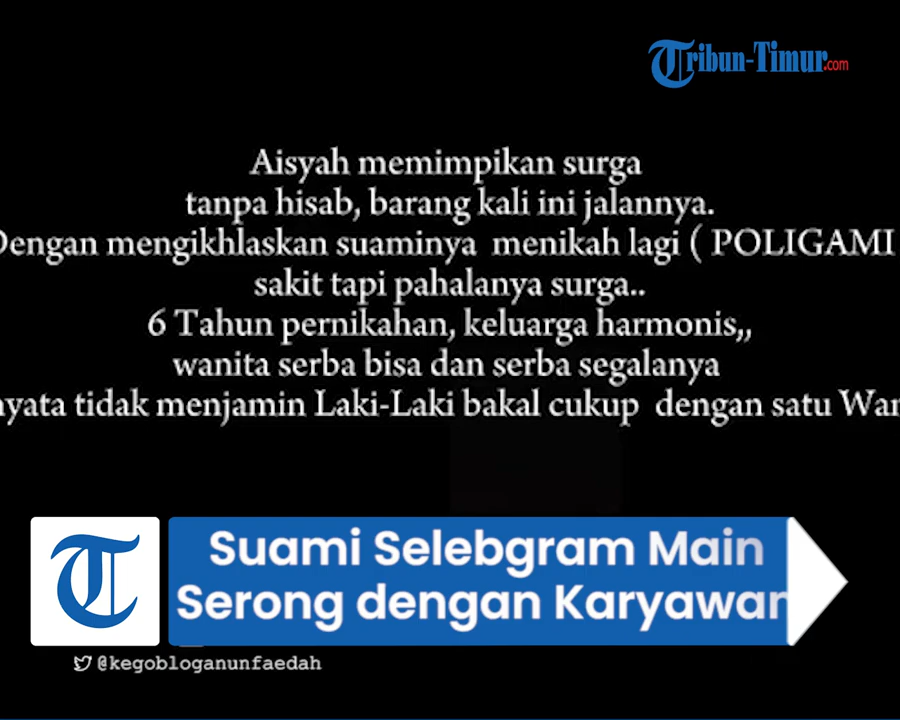 Tribun-Timur.com
Aisyah memimpikan surga
tanpa hisab, barang kali ini jalannya.
Dengan mengikhlaskan suaminya menikah lagi ( POLIGAMI
sakit tapi pahalanya surga..
6 Tahun pernikahan, keluarga harmonis,,
wanita serba bisa dan serba segalanya
nyata tidak menjamin Laki-Laki bakal cukup dengan satu Wan
Suami Selebgram Main
Serong dengan Karyawan
@kegobloganunfaedah